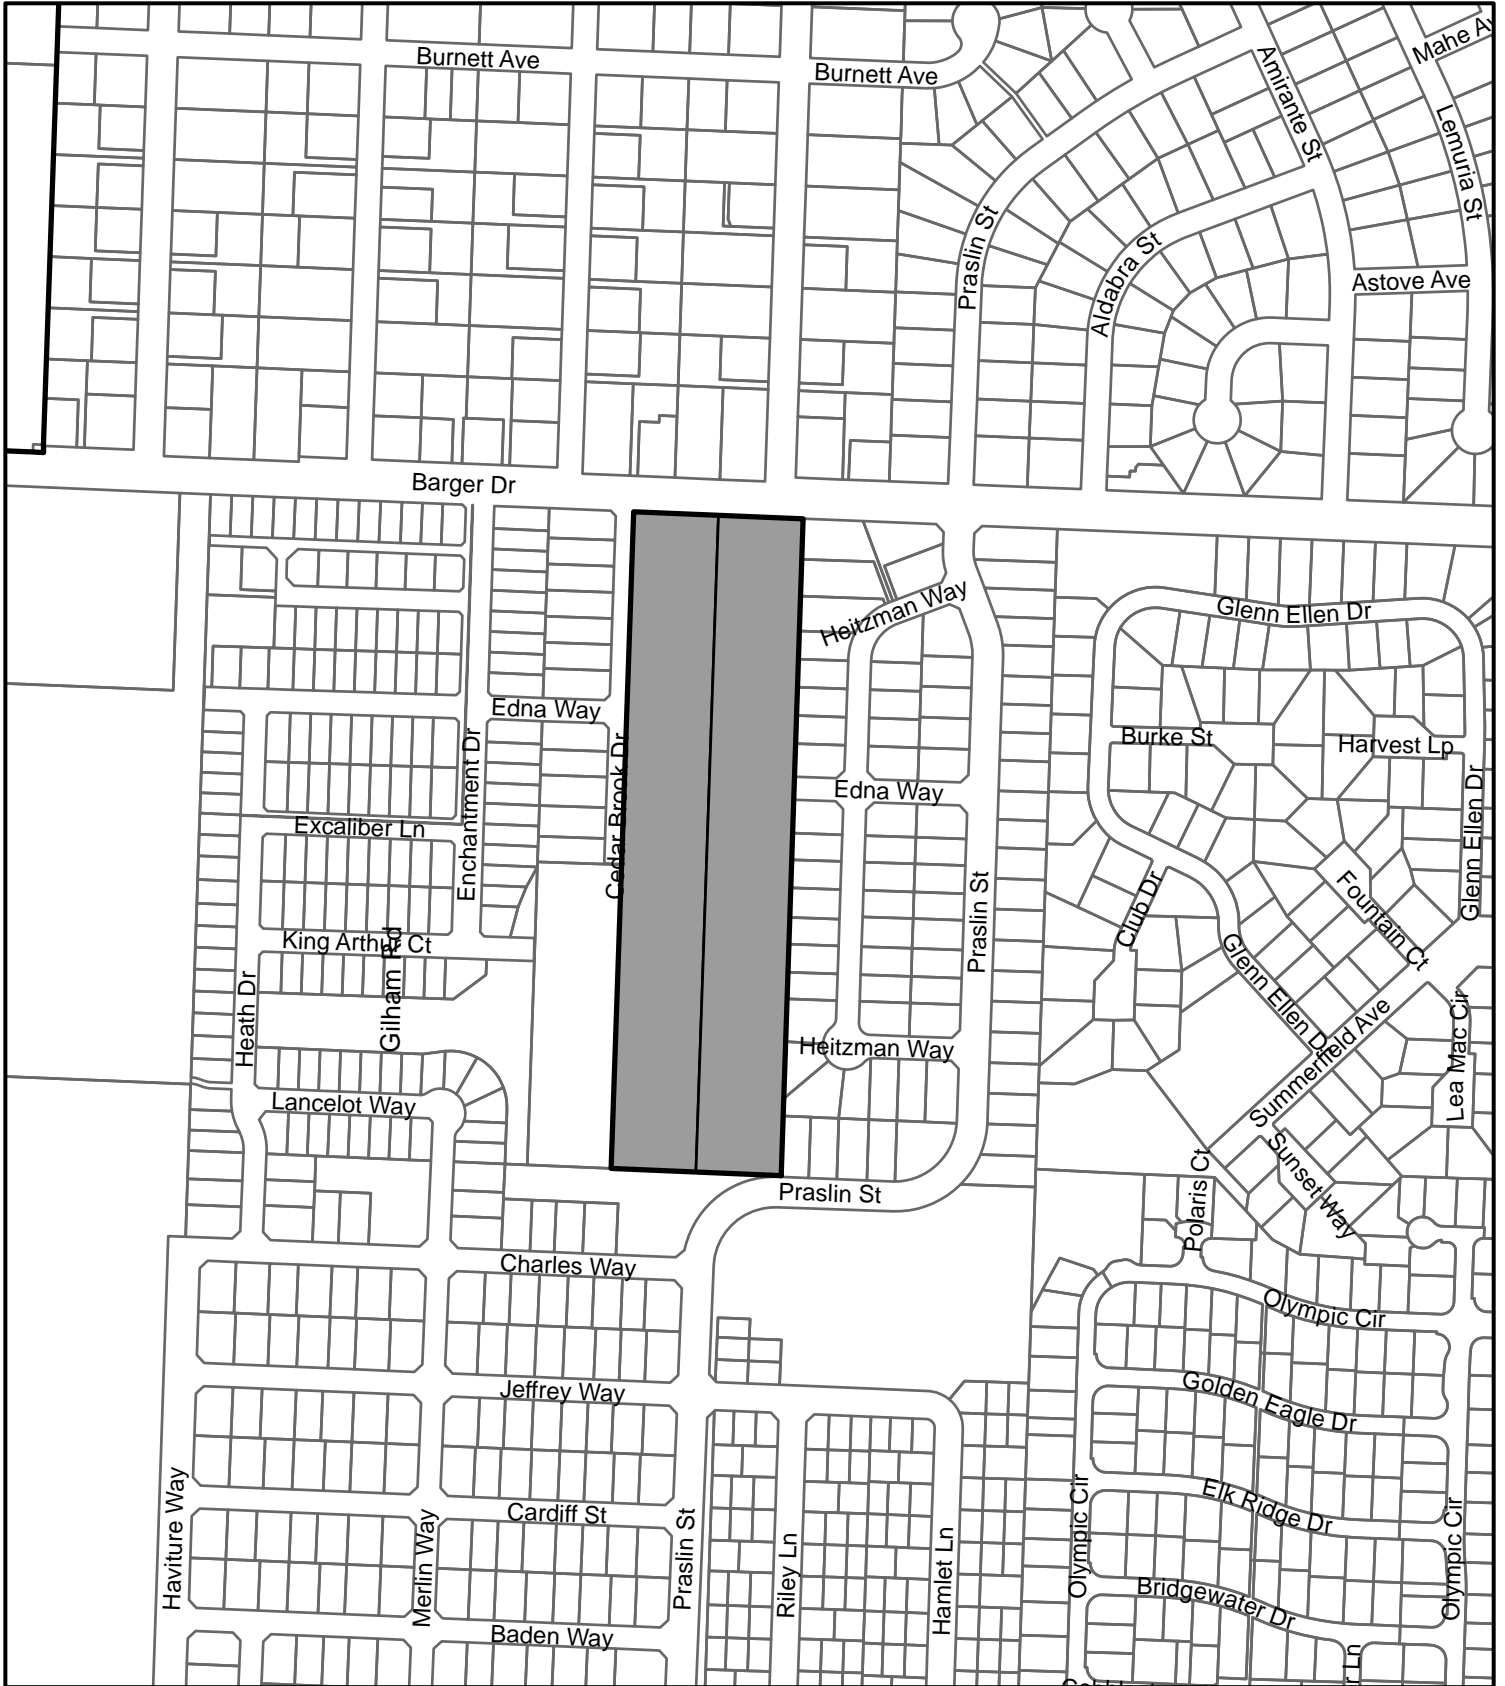 Mahe Av
Burnett Ave
Burnett Ave
Amirante St
Lemuria St
Praslin St
Aldabra St
Astove Ave
Barger Dr
Heitzman Way
Glenn Ellen Dr
Edna Way
Burke St
Harvest Lp
Cedar Brook Dr
Enchantment Dr
Edna Way
Glenn Ellen Dr
Excaliber Ln
Praslin St
Club Dr
Fountain Ct
King Arthur Ct
Gilham Rd
Glenn Ellen Dr
Heath Dr
Heitzman Way
Summerfield Ave
Lea Mac Cir
Lancelot Way
Praslin St
Polaris Ct
Sunset Way
Charles Way
Olympic Cir
Jeffrey Way
Golden Eagle Dr
Haviture Way
Merlin Way
Cardiff St
Praslin St
Riley Ln
Hamlet Ln
Olympic Cir
Elk Ridge Dr
Olympic Cir
Bridgewater Dr
Baden Way
r Ln